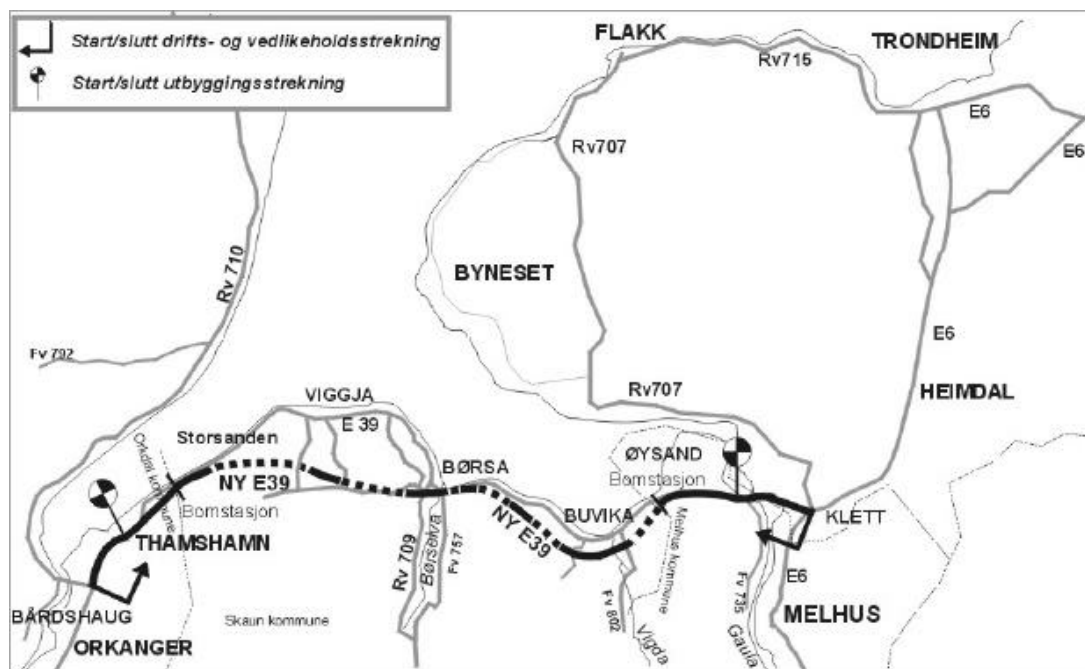 Start/slutt drifts- og vedlikeholdsstrekning
Start/slutt utbyggingsstrekning
FLAKK
TRONDHEIM
Rv715
E6
E6
Rv707
BYNESET
Rv 710
Fv 792
E6
HEIMDAL
Rv707
VIGGJA
E 39
Storsanden
Orkdal kommune
NY E39
Bomstasjon
BØRSA
ØYSAND
Bomstasjon
BUVIKA
NY E39
KLETT
THAMSHAMN
Rv 709
Børselva
Fv 757
Melhus kommune
Fv 735
E6
BÅRDSHAUG
ORKANGER
Skaun kommune
Fv 802
Vigda
Gaula
MELHUS